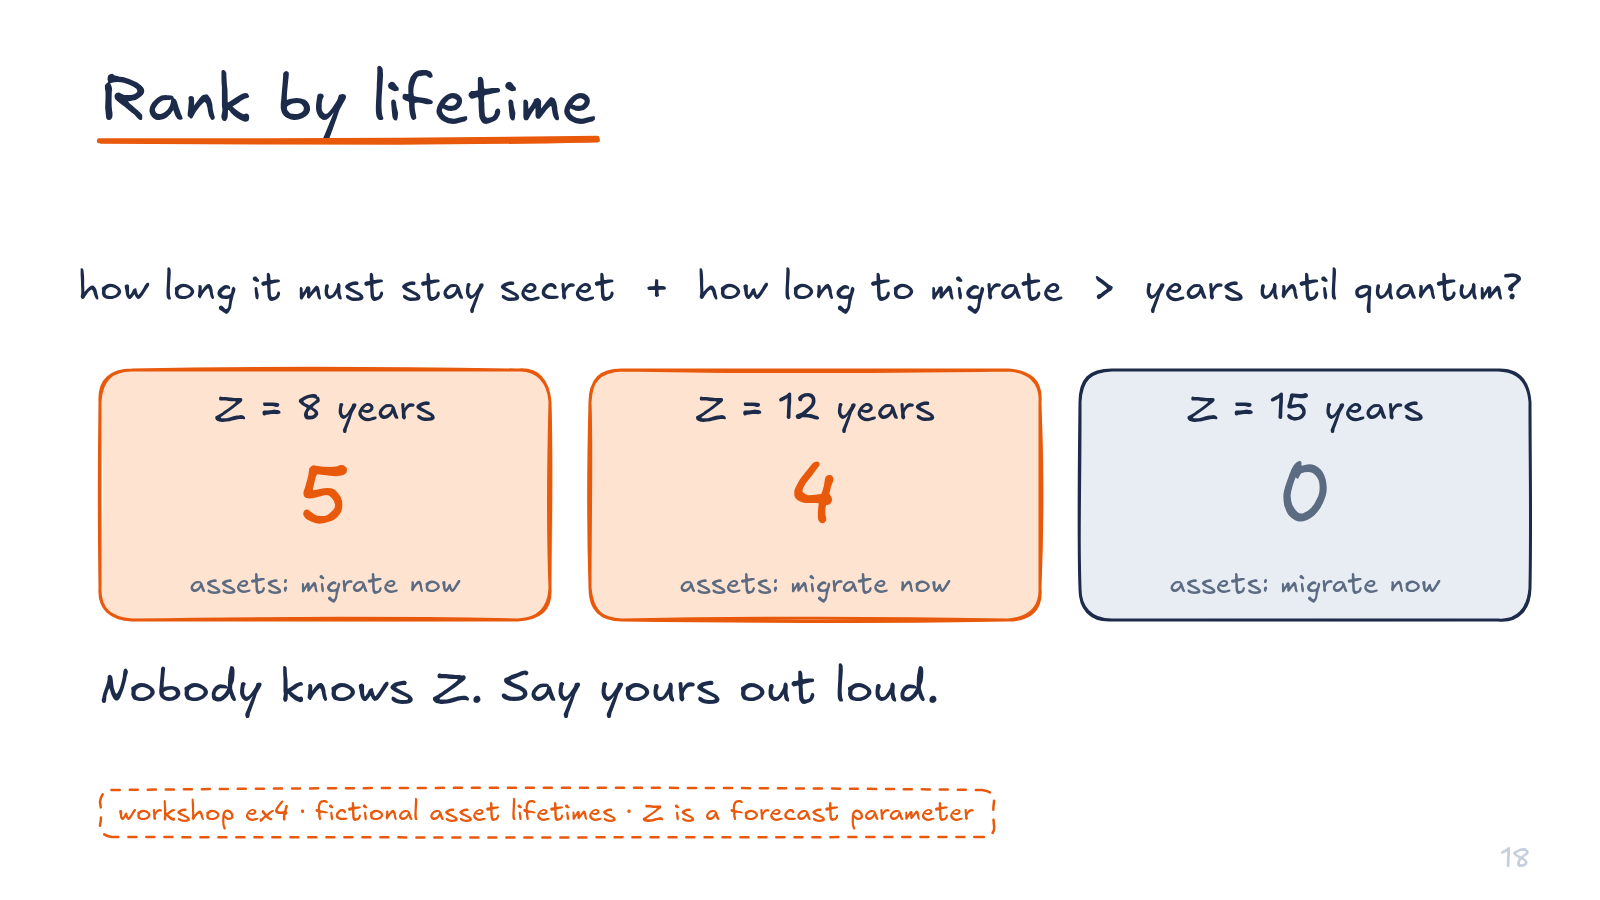 Rank by lifetime
how long it must stay secret + how long to migrate > years until quantum?
Z = 8 years
5
assets: migrate now
Z = 12 years
4
assets: migrate now
Z = 15 years
0
assets: migrate now
Nobody knows Z. Say yours out loud.
workshop ex4 · fictional asset lifetimes · Z is a forecast parameter
18